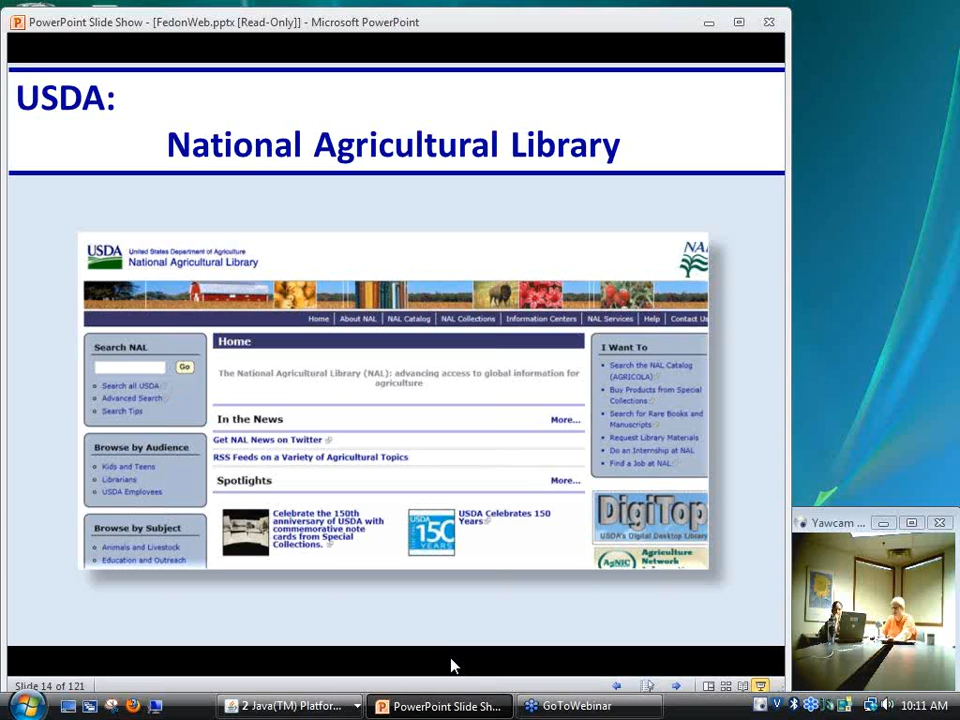 PowerPoint Slide Show - [FedonWeb.pptx [Read-Only]] - Microsoft PowerPoint
USDA:
National Agricultural Library
USDA
United States Department of Agriculture
National Agricultural Library
Home | About NAL | NAL Catalog | NAL Collections | Information Centers | NAL Services | Help | Contact Us
Search NAL
Go
Search all USDA
Advanced Search
Search Tips
Browse by Audience
Kids and Teens
Librarians
USDA Employees
Browse by Subject
Animals and Livestock
Education and Outreach
Home
The National Agricultural Library (NAL): advancing access to global information for
agriculture
In the News More...
Get NAL News on Twitter
RSS Feeds on a Variety of Agricultural Topics
Spotlights More...
Celebrate the 150th
anniversary of USDA with
commemorative note
cards from Special
Collections.
USDA
150
YEARS
USDA Celebrates 150
Years
I Want To
Search the NAL Catalog
(AGRICOLA)
Buy Products from Special
Collections
Search for Rare Books and
Manuscripts
Request Library Materials
Do an Internship at NAL
Find a Job at NAL
DigiTop
USDA's Digital Desktop Library
AgNIC
Agriculture
Network
Yawcam ...
Slide 14 of 121
2 Java(TM) Platfor...
PowerPoint Slide Sh...
GoToWebinar
10:11 AM